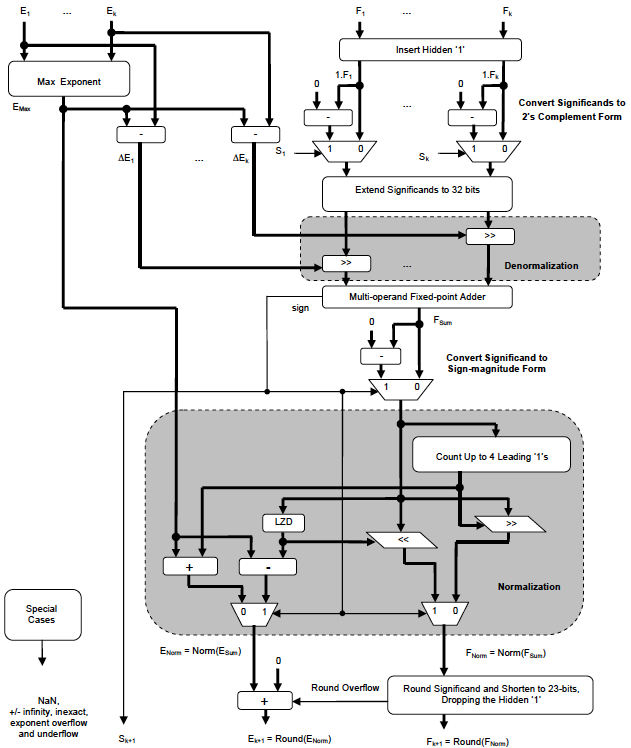 E1 ... Ek F1 ... Fk
Insert Hidden '1'
Max Exponent
0 1.F1 0 1.Fk
EMax
...
Convert Significands to
2's Complement Form
- - - -
ΔE1 ... ΔEk S1 1 0 Sk 1 0
Extend Significands to 32 bits
>>
>> ... Denormalization
Multi-operand Fixed-point Adder
sign
0 FSum
-
Convert Significand to
Sign-magnitude Form
1 0
Count Up to 4 Leading '1's
LZD >>
<<
+ -
Normalization
0 1 1 0
Special
Cases
ENorm = Norm(ESum) FNorm = Norm(FSum)
0
Round Overflow
Round Significand and Shorten to 23-bits,
Dropping the Hidden '1'
+
NaN,
+/- infinity, inexact,
exponent overflow
and underflow
Sk+1 Ek+1 = Round(ENorm) Fk+1 = Round(FNorm)